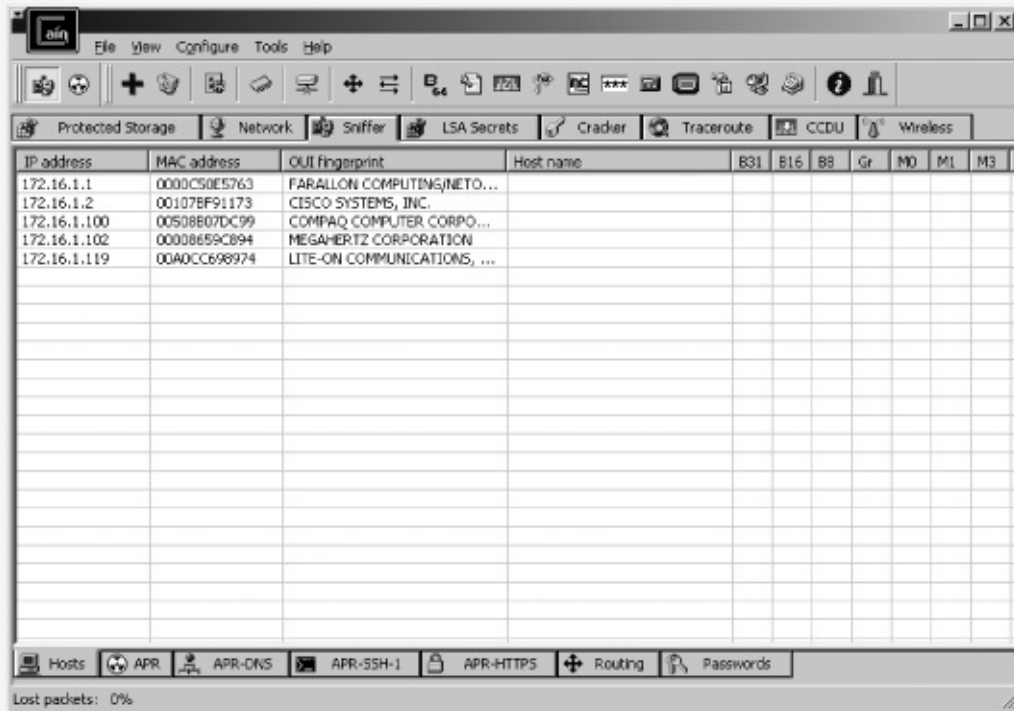 aın
File View Configure Tools Help
B64
***
Protected Storage Network Sniffer LSA Secrets Cracker Traceroute CCDU Wireless
IP address MAC address OUI fingerprint Host name B31 B16 B8 Gr M0 M1 M3
172.16.1.1 0000C50E5763 FARALLON COMPUTING/NETO...
172.16.1.2 00107BF91173 CISCO SYSTEMS, INC.
172.16.1.100 00508B07DC99 COMPAQ COMPUTER CORPO...
172.16.1.102 00008659C894 MEGAHERTZ CORPORATION
172.16.1.119 00A0CC698974 LITE-ON COMMUNICATIONS, ...
Hosts APR APR-DNS APR-SSH-1 APR-HTTPS Routing Passwords
Lost packets: 0%